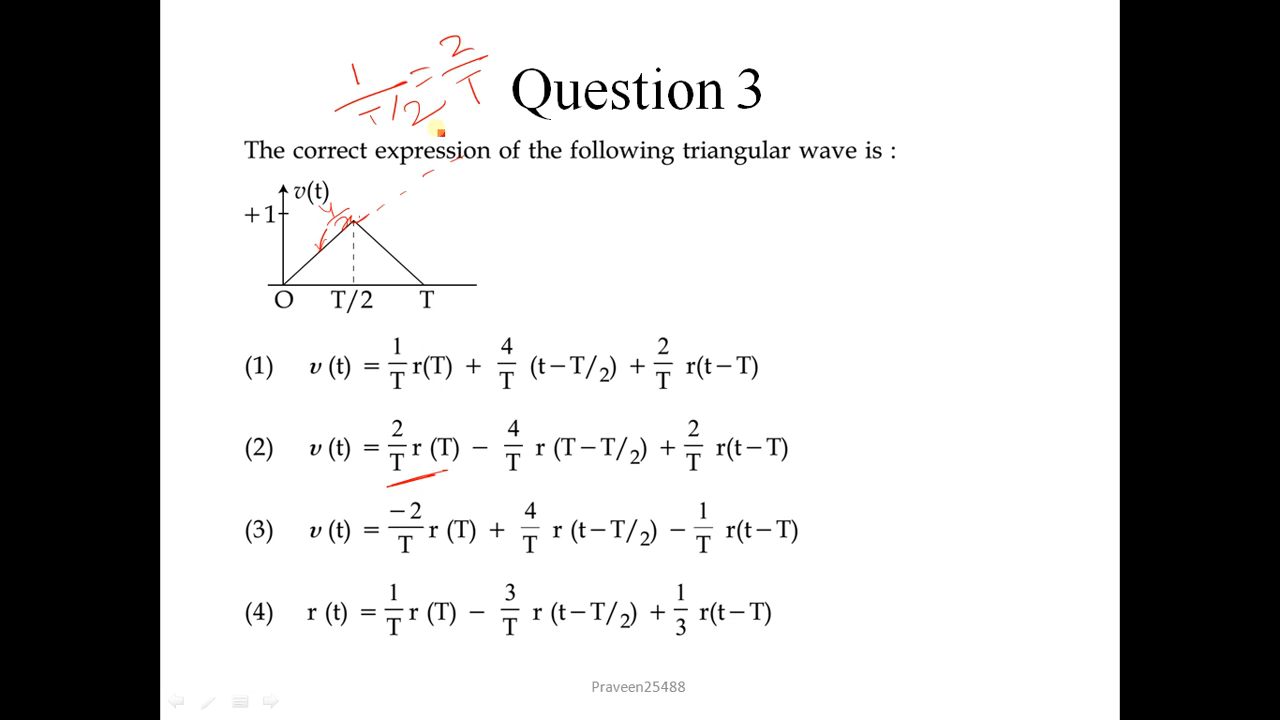 1/(T/2) = 2/T
Question 3
The correct expression of the following triangular wave is :
v(t)
+1
O T/2 T
(1) v (t) = 1/T r(T) + 4/T (t−T/2) + 2/T r(t−T)
(2) v (t) = 2/T r (T) − 4/T r (T−T/2) + 2/T r(t−T)
(3) v (t) = −2/T r (T) + 4/T r (t−T/2) − 1/T r(t−T)
(4) r (t) = 1/T r (T) − 3/T r (t−T/2) + 1/3 r(t−T)
Praveen25488